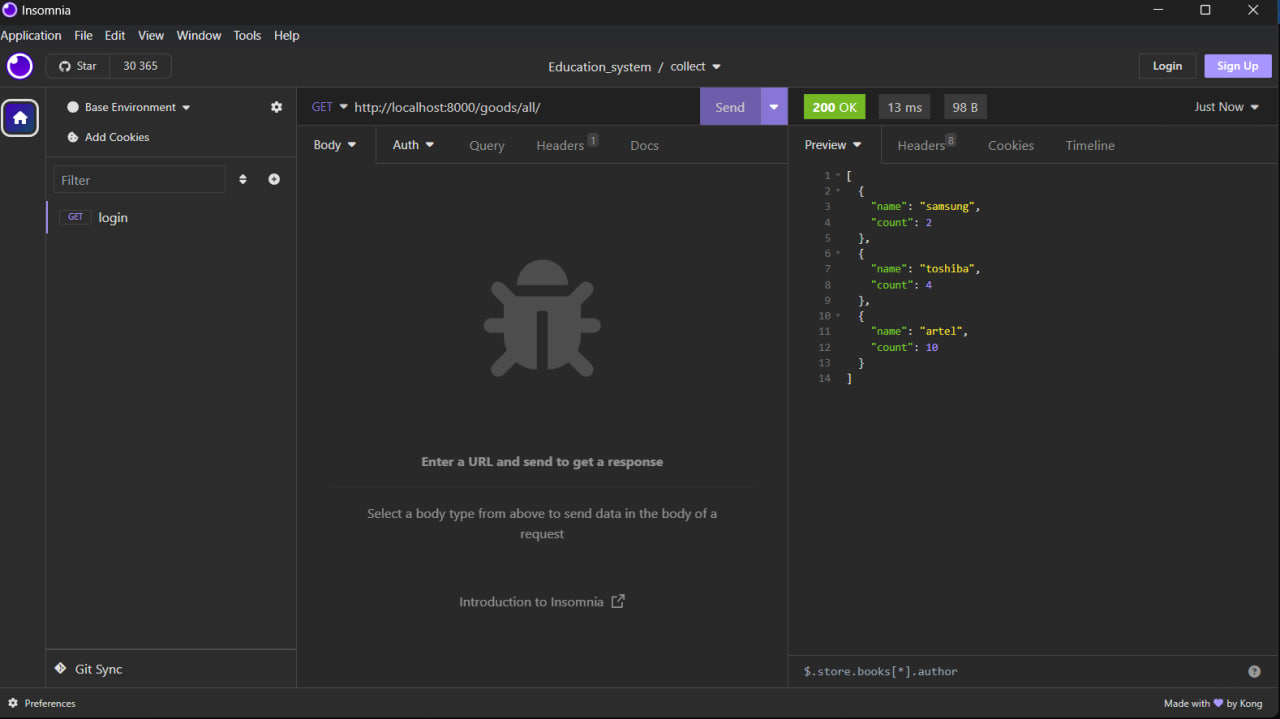 Insomnia
Application File Edit View Window Tools Help
Star 30 365
Education_system / collect
Login Sign Up
Base Environment
Add Cookies
Filter
GET login
Git Sync
GET http://localhost:8000/goods/all/ Send
Body Auth Query Headers 1 Docs
Enter a URL and send to get a response
Select a body type from above to send data in the body of a
request
Introduction to Insomnia
200 OK 13 ms 98 B Just Now
Preview Headers 8 Cookies Timeline
1 [
2 {
3 "name": "samsung",
4 "count": 2
5 },
6 {
7 "name": "toshiba",
8 "count": 4
9 },
10 {
11 "name": "artel",
12 "count": 10
13 }
14 ]
$.store.books[*].author ?
Preferences
Made with 💜 by Kong